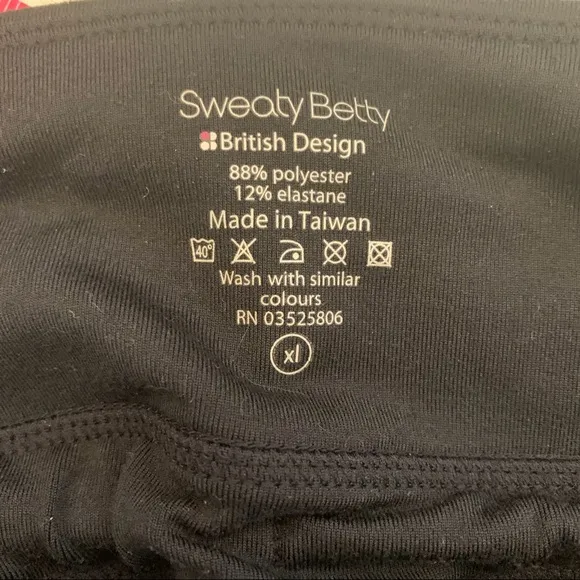 Sweaty Betty
British Design
88% polyester
12% elastane
Made in Taiwan
40°
Wash with similar
colours
RN 03525806
xl